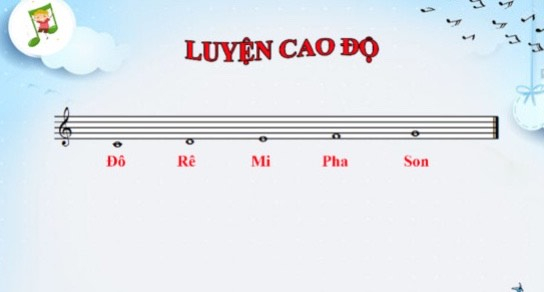 LUYỆN CAO ĐỘ
Đô Rê Mi Pha Son